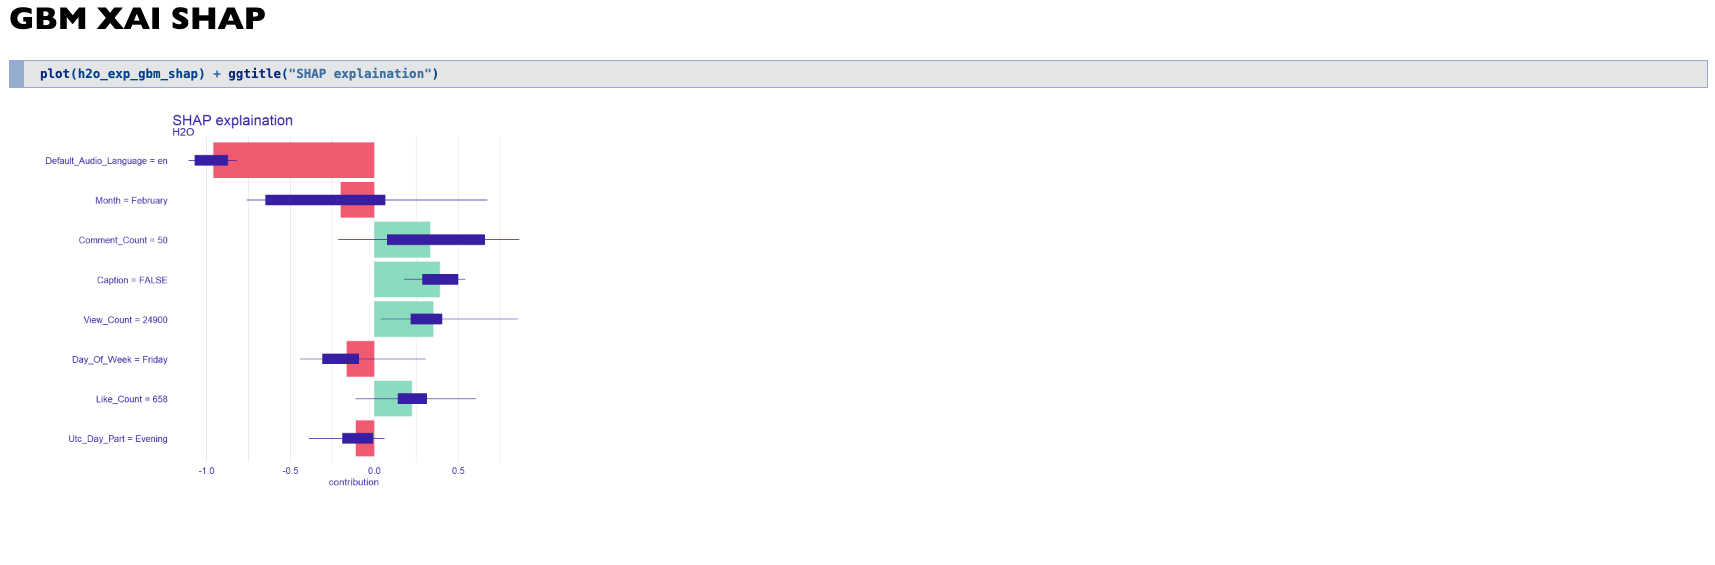 GBM XAI SHAP
plot(h2o_exp_gbm_shap) + ggtitle("SHAP explaination")
SHAP explaination
H2O
Default_Audio_Language = en
Month = February
Comment_Count = 50
Caption = FALSE
View_Count = 24900
Day_Of_Week = Friday
Like_Count = 658
Utc_Day_Part = Evening
-1.0 -0.5 0.0 0.5
contribution